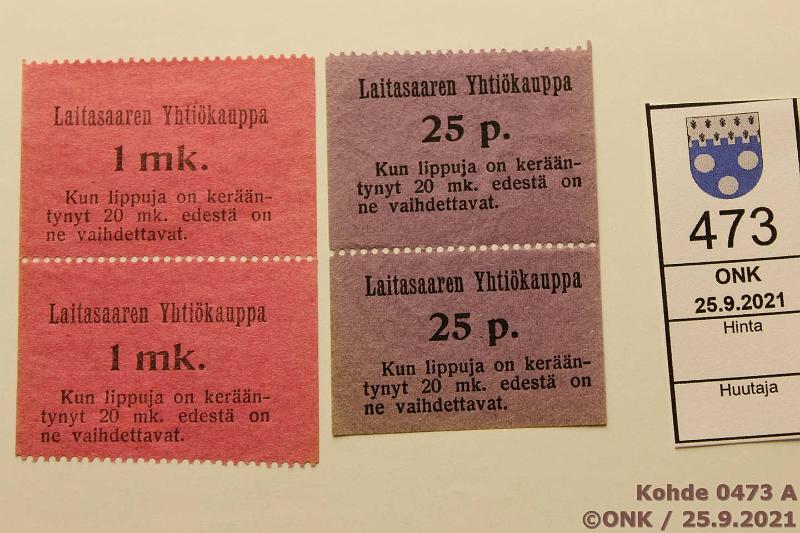 Laitasaaren Yhtiökauppa
1 mk.
Kun lippuja on kerään-
tynyt 20 mk. edestä on
ne vaihdettavat.
Laitasaaren Yhtiökauppa
1 mk.
Kun lippuja on kerään-
tynyt 20 mk. edestä on
ne vaihdettavat.
Laitasaaren Yhtiökauppa
25 p.
Kun lippuja on kerään-
tynyt 20 mk. edestä on
ne vaihdettavat.
Laitasaaren Yhtiökauppa
25 p.
Kun lippuja on kerään-
tynyt 20 mk. edestä on
ne vaihdettavat.
473
ONK
25.9.2021
Hinta
Huutaja
Kohde 0473 A
©ONK / 25.9.2021